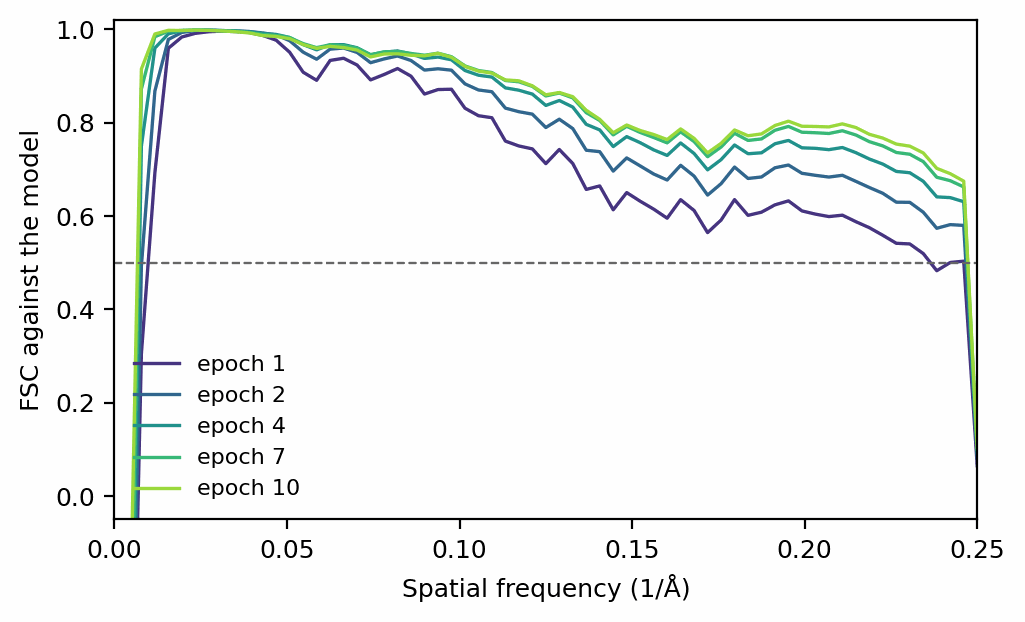 1.0
0.8
0.6
0.4
0.2
0.0
FSC against the model
epoch 1
epoch 2
epoch 4
epoch 7
epoch 10
0.00 0.05 0.10 0.15 0.20 0.25
Spatial frequency (1/Å)